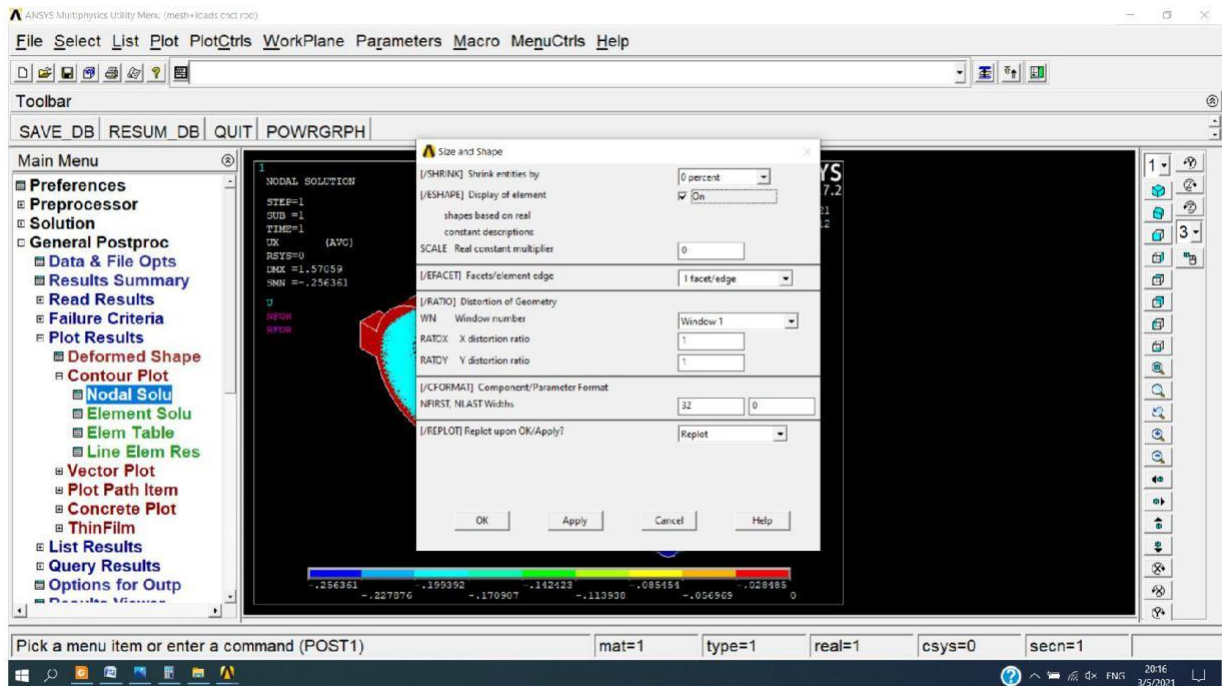 ANSYS Multiphysics Utility Menu (mesh+loads cnct rod)
File Select List Plot PlotCtrls WorkPlane Parameters Macro MenuCtrls Help
Toolbar
SAVE_DB RESUM_DB QUIT POWRGRPH
Main Menu
Preferences
Preprocessor
Solution
General Postproc
Data & File Opts
Results Summary
Read Results
Failure Criteria
Plot Results
Deformed Shape
Contour Plot
Nodal Solu
Element Solu
Elem Table
Line Elem Res
Vector Plot
Plot Path Item
Concrete Plot
ThinFilm
List Results
Query Results
Options for Outp
1
NODAL SOLUTION
STEP=1
SUB =1
TIME=1
UX (AVG)
RSYS=0
DMX =1.57059
SMN =-.256361
U
NFOR
RFOR
YS
7.2
Size and Shape
[/SHRINK] Shrink entities by 0 percent
[/ESHAPE] Display of element On
shapes based on real
constant descriptions
SCALE Real constant multiplier 0
[/EFACET] Facets/element edge 1 facet/edge
[/RATIO] Distortion of Geometry
WN Window number Window 1
RATOX X distortion ratio 1
RATOY Y distortion ratio 1
[/CFORMAT] Component/Parameter Format
NFIRST, NLAST Widths 32 0
[/REPLOT] Replot upon OK/Apply? Replot
OK Apply Cancel Help
-.256361 -.199392 -.142423 -.085454 -.028485
-.227876 -.170907 -.113938 -.056969 0
1
3
Pick a menu item or enter a command (POST1) mat=1 type=1 real=1 csys=0 secn=1
ENG 20:16
3/5/2021